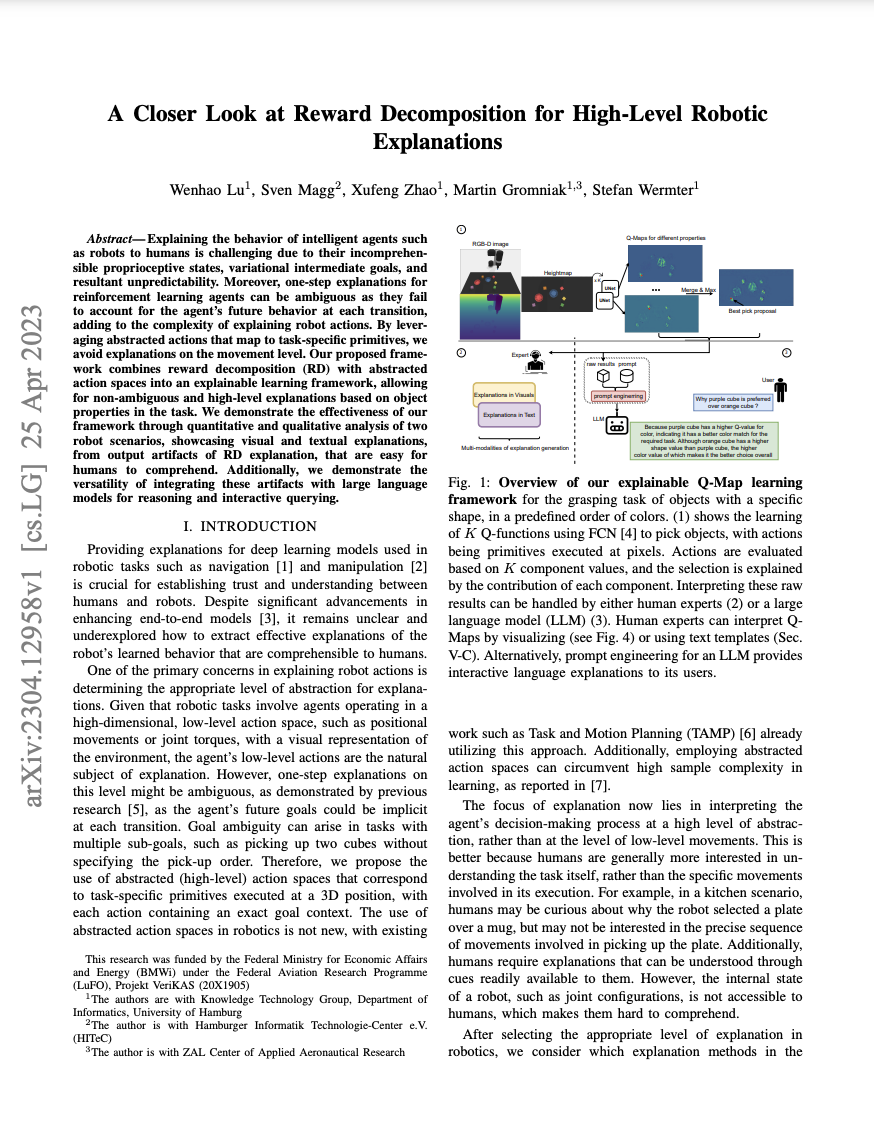 A Closer Look at Reward Decomposition for High-Level Robotic
Explanations
Wenhao Lu1, Sven Magg2, Xufeng Zhao1, Martin Gromniak1,3, Stefan Wermter1
arXiv:2304.12958v1 [cs.LG] 25 Apr 2023
Abstract—Explaining the behavior of intelligent agents such
as robots to humans is challenging due to their incomprehen-
sible proprioceptive states, variational intermediate goals, and
resultant unpredictability. Moreover, one-step explanations for
reinforcement learning agents can be ambiguous as they fail
to account for the agent's future behavior at each transition,
adding to the complexity of explaining robot actions. By lever-
aging abstracted actions that map to task-specific primitives, we
avoid explanations on the movement level. Our proposed frame-
work combines reward decomposition (RD) with abstracted
action spaces into an explainable learning framework, allowing
for non-ambiguous and high-level explanations based on object
properties in the task. We demonstrate the effectiveness of our
framework through quantitative and qualitative analysis of two
robot scenarios, showcasing visual and textual explanations,
from output artifacts of RD explanation, that are easy for
humans to comprehend. Additionally, we demonstrate the
versatility of integrating these artifacts with large language
models for reasoning and interactive querying.
I. INTRODUCTION
Providing explanations for deep learning models used in
robotic tasks such as navigation [1] and manipulation [2]
is crucial for establishing trust and understanding between
humans and robots. Despite significant advancements in
enhancing end-to-end models [3], it remains unclear and
underexplored how to extract effective explanations of the
robot's learned behavior that are comprehensible to humans.
One of the primary concerns in explaining robot actions is
determining the appropriate level of abstraction for explana-
tions. Given that robotic tasks involve agents operating in a
high-dimensional, low-level action space, such as positional
movements or joint torques, with a visual representation of
the environment, the agent's low-level actions are the natural
subject of explanation. However, one-step explanations on
this level might be ambiguous, as demonstrated by previous
research [5], as the agent's future goals could be implicit
at each transition. Goal ambiguity can arise in tasks with
multiple sub-goals, such as picking up two cubes without
specifying the pick-up order. Therefore, we propose the
use of abstracted (high-level) action spaces that correspond
to task-specific primitives executed at a 3D position, with
each action containing an exact goal context. The use of
abstracted action spaces in robotics is not new, with existing
This research was funded by the Federal Ministry for Economic Affairs
and Energy (BMWi) under the Federal Aviation Research Programme
(LuFO), Projekt VeriKAS (20X1905)
1The authors are with Knowledge Technology Group, Department of
Informatics, University of Hamburg
2The author is with Hamburger Informatik Technologie-Center e.V.
(HITeC)
3The author is with ZAL Center of Applied Aeronautical Research
1
RGB-D image
Heightmap
x K
UNet
UNet
Q-Maps for different properties
...
Merge & Max
Best pick proposal
2
Expert
Explanations in Visuals
Explanations in Text
Multi-modalities of explanation generation
raw results prompt
prompt enginering
LLM
3
User
Why purple cube is preferred
over orange cube ?
Because purple cube has a higher Q-value for
color, indicating it has a better color match for the
required task. Although orange cube has a higher
shape value than purple cube, the higher
color value of which makes it the better choice overall
Fig. 1: Overview of our explainable Q-Map learning
framework for the grasping task of objects with a specific
shape, in a predefined order of colors. (1) shows the learning
of K Q-functions using FCN [4] to pick objects, with actions
being primitives executed at pixels. Actions are evaluated
based on K component values, and the selection is explained
by the contribution of each component. Interpreting these raw
results can be handled by either human experts (2) or a large
language model (LLM) (3). Human experts can interpret Q-
Maps by visualizing (see Fig. 4) or using text templates (Sec.
V-C). Alternatively, prompt engineering for an LLM provides
interactive language explanations to its users.
work such as Task and Motion Planning (TAMP) [6] already
utilizing this approach. Additionally, employing abstracted
action spaces can circumvent high sample complexity in
learning, as reported in [7].
The focus of explanation now lies in interpreting the
agent's decision-making process at a high level of abstrac-
tion, rather than at the level of low-level movements. This is
better because humans are generally more interested in un-
derstanding the task itself, rather than the specific movements
involved in its execution. For example, in a kitchen scenario,
humans may be curious about why the robot selected a plate
over a mug, but may not be interested in the precise sequence
of movements involved in picking up the plate. Additionally,
humans require explanations that can be understood through
cues readily available to them. However, the internal state
of a robot, such as joint configurations, is not accessible to
humans, which makes them hard to comprehend.
After selecting the appropriate level of explanation in
robotics, we consider which explanation methods in the